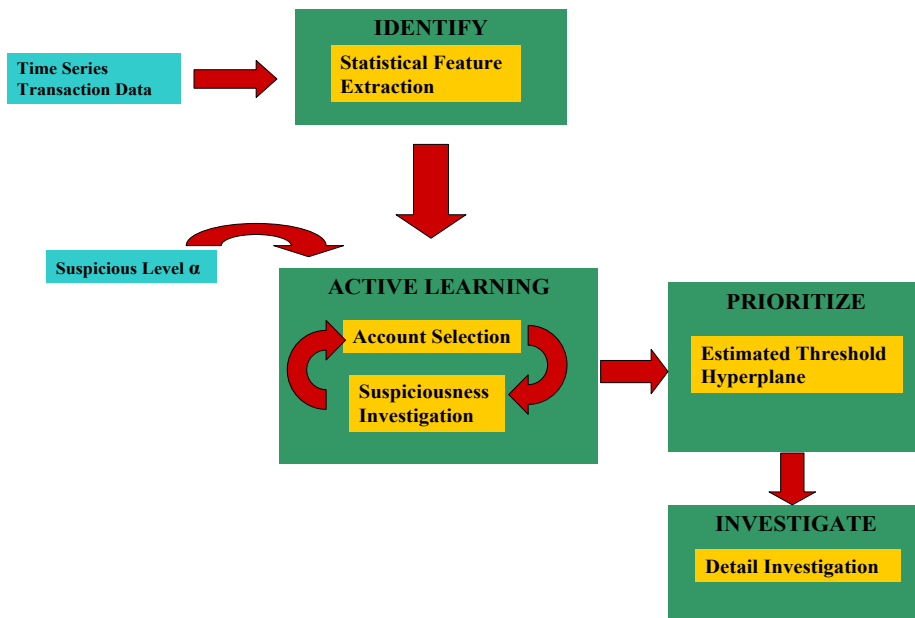 IDENTIFY
Statistical Feature
Extraction
Time Series
Transaction Data
Suspicious Level α
ACTIVE LEARNING
Account Selection
Suspiciousness
Investigation
PRIORITIZE
Estimated Threshold
Hyperplane
INVESTIGATE
Detail Investigation